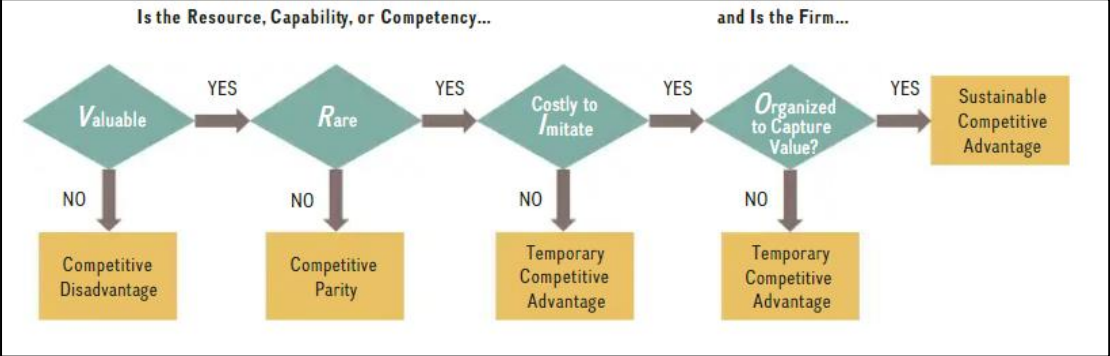 Is the Resource, Capability, or Competency...
and Is the Firm...
Valuable
YES
Rare
YES
Costly to
Imitate
YES
Organized
to Capture
Value?
YES
Sustainable
Competitive
Advantage
NO
Competitive
Disadvantage
NO
Competitive
Parity
NO
Temporary
Competitive
Advantage
NO
Temporary
Competitive
Advantage